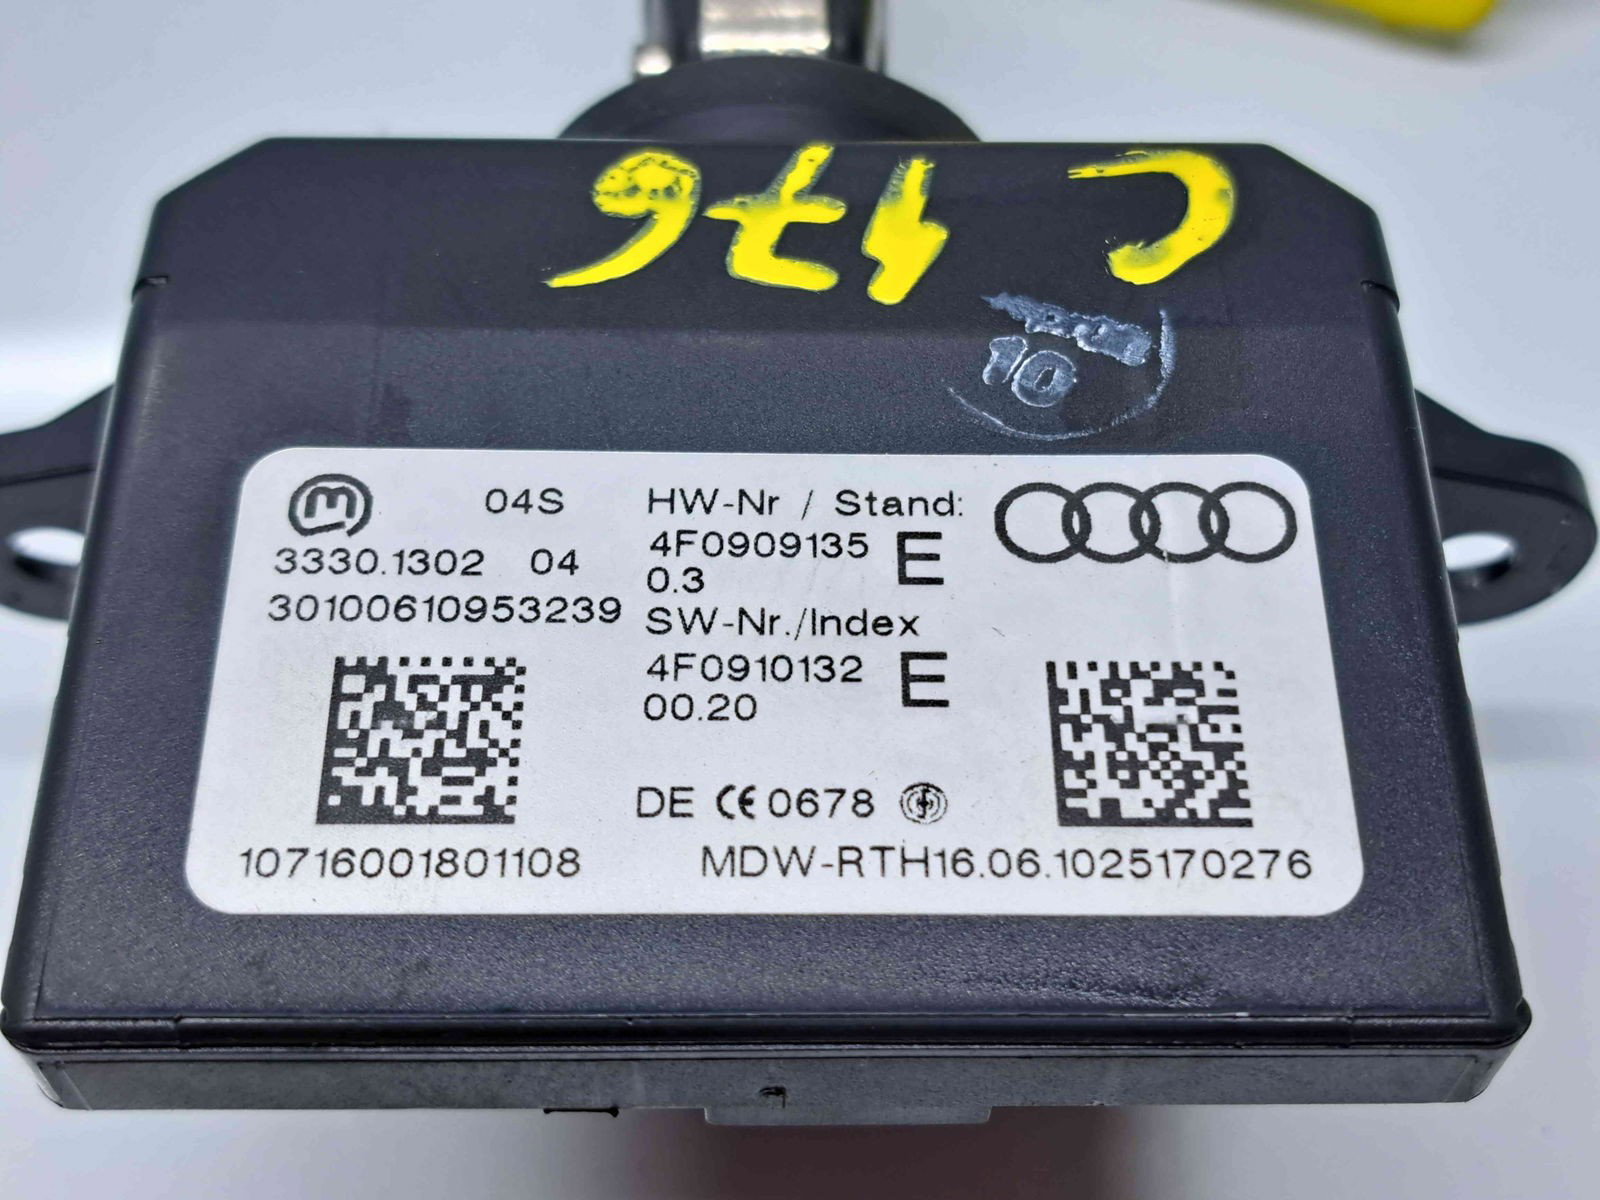 C 176
10
04S
3330.1302 04
30100610953239
HW-Nr / Stand:
4F0909135 E
0.3
SW-Nr./Index
4F0910132 E
00.20
DE CE 0678
10716001801108
MDW-RTH16.06.1025170276